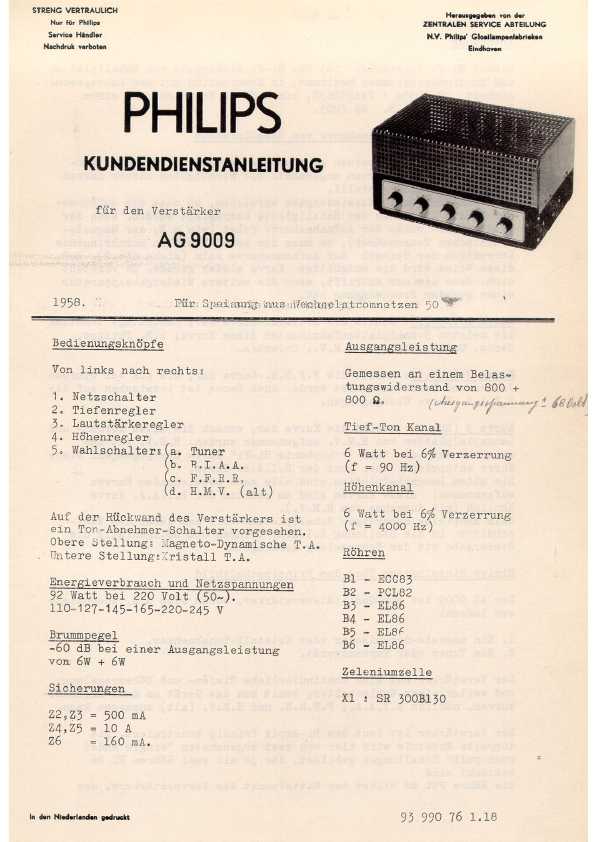 STRENG VERTRAULICH
Nur für Philips
Service Händler
Nachdruk verboten
Herausgegeben von der
ZENTRALEN SERVICE ABTEILUNG
N.V. Philips' Gloeilampenfabrieken
Eindhoven
PHILIPS
KUNDENDIENSTANLEITUNG
für den Verstärker
AG 9009
1958.
Für Speisung aus Wechselstromnetzen 50
Bedienungsknöpfe
Von links nach rechts:
1. Netzschalter
2. Tiefenregler
3. Lautstärkeregler
4. Höhenregler
5. Wahlschalter:(a. Tuner
(b. R.I.A.A.
(c. F.F.R.R.
(d. H.M.V. (alt)
Auf der Rückwand des Verstärkers ist
ein Ton-Abnehmer-Schalter vorgesehen.
Obere Stellung: Magneto-Dynamische T.A.
Untere Stellung:Kristall T.A.
Energieverbrauch und Netzspannungen
92 Watt bei 220 Volt (50~).
110-127-145-165-220-245 V
Brummpegel
-60 dB bei einer Ausgangsleistung
von 6W + 6W
Sicherungen
Z2,Z3 = 500 mA
Z4,Z5 = 10 A
Z6 = 160 mA.
Ausgangsleistung
Gemessen an einem Belas-
tungswiderstand von 800 +
800 Ω. (Ausgangsspannung ± 68 Volt)
Tief-Ton Kanal
6 Watt bei 6% Verzerrung
(f = 90 Hz)
Höhenkanal
6 Watt bei 6% Verzerrung
(f = 4000 Hz)
Röhren
B1 - ECC83
B2 - PCL82
B3 - EL86
B4 - EL86
B5 - EL86
B6 - EL86
Zeleniumzelle
X1 : SR 300B130
In den Niederlanden gedruckt
93 990 76 1.18